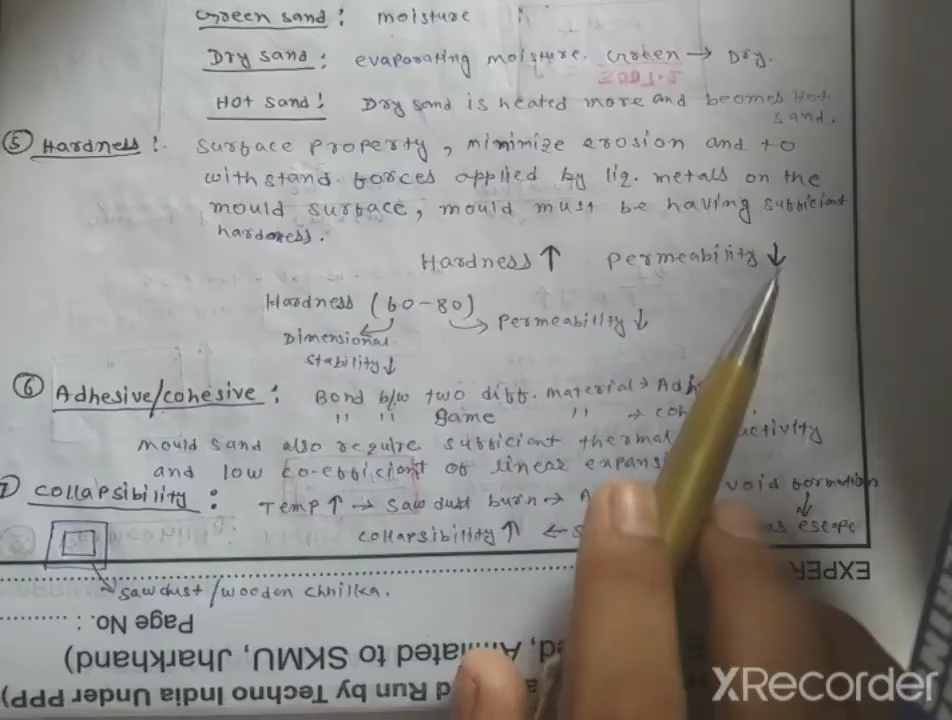 Green sand : moisture
Dry sand : evaporating moisture. Green → Dry.
Hot sand : Dry sand is heated more and becomes Hot
sand.
⑤ Hardness :- Surface property, minimize erosion and to
withstand forces applied by liq. metals on the
mould surface, mould must be having sufficient
hardness.
Hardness ↑ Permeability ↓
Hardness (60-80)
Permeability ↓
Dimensional
stability ↓
⑥ Adhesive/cohesive : Bond b/w two diff. material →
" " same " →
mould sand also require sufficient thermal
and low co-efficient of linear
⑦ Collapsibility : Temp ↑ → Saw dust burn → void formation
collapsibility ↑ ← escape
Saw dust/wooden chhilka.
Page No. :
to SKMU, Jharkhand)
Run by Techno India Under PPP)
XRecorder